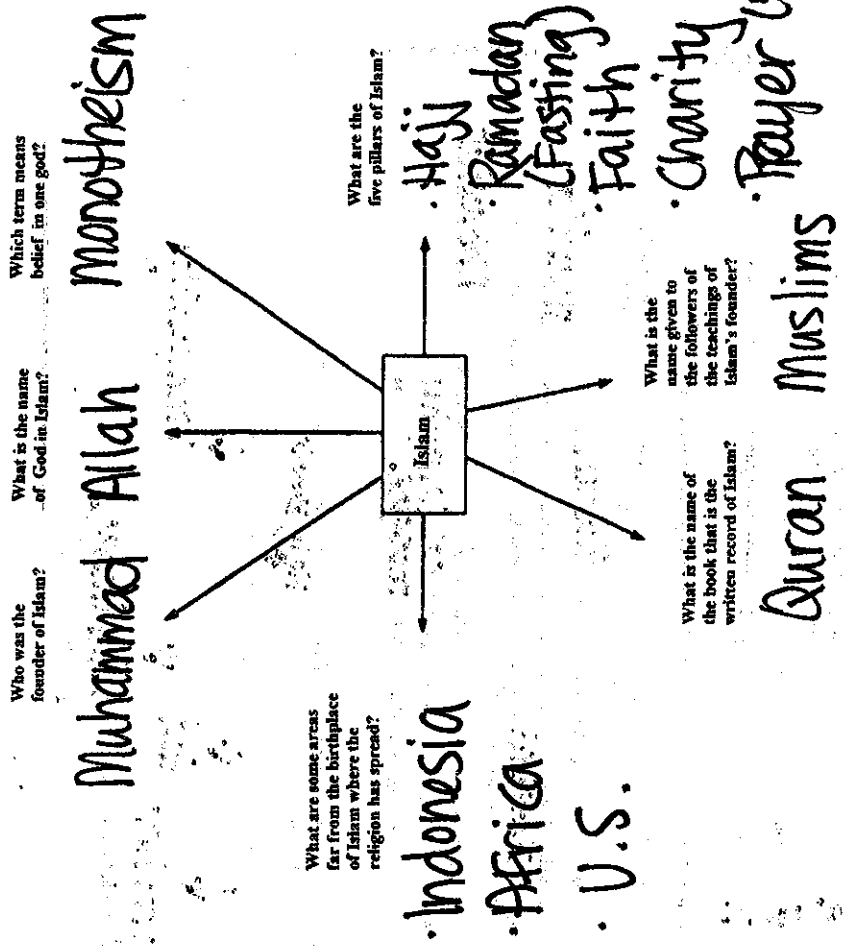 Who was the
founder of Islam?
Muhammad
What is the name
of God in Islam?
Allah
Which term means
belief in one god?
Monotheism
What are some areas
far from the birthplace
of Islam where the
religion has spread?
• Indonesia
Africa
• U.S.
Islam
What are the
five pillars of Islam?
• Hajj
• Ramadan
(Fasting)
• Faith
• Charity
• Prayer
What is the name of
the book that is the
written record of Islam?
Quran
What is the
name given to
the followers of
the teachings of
Islam's founder?
Muslims